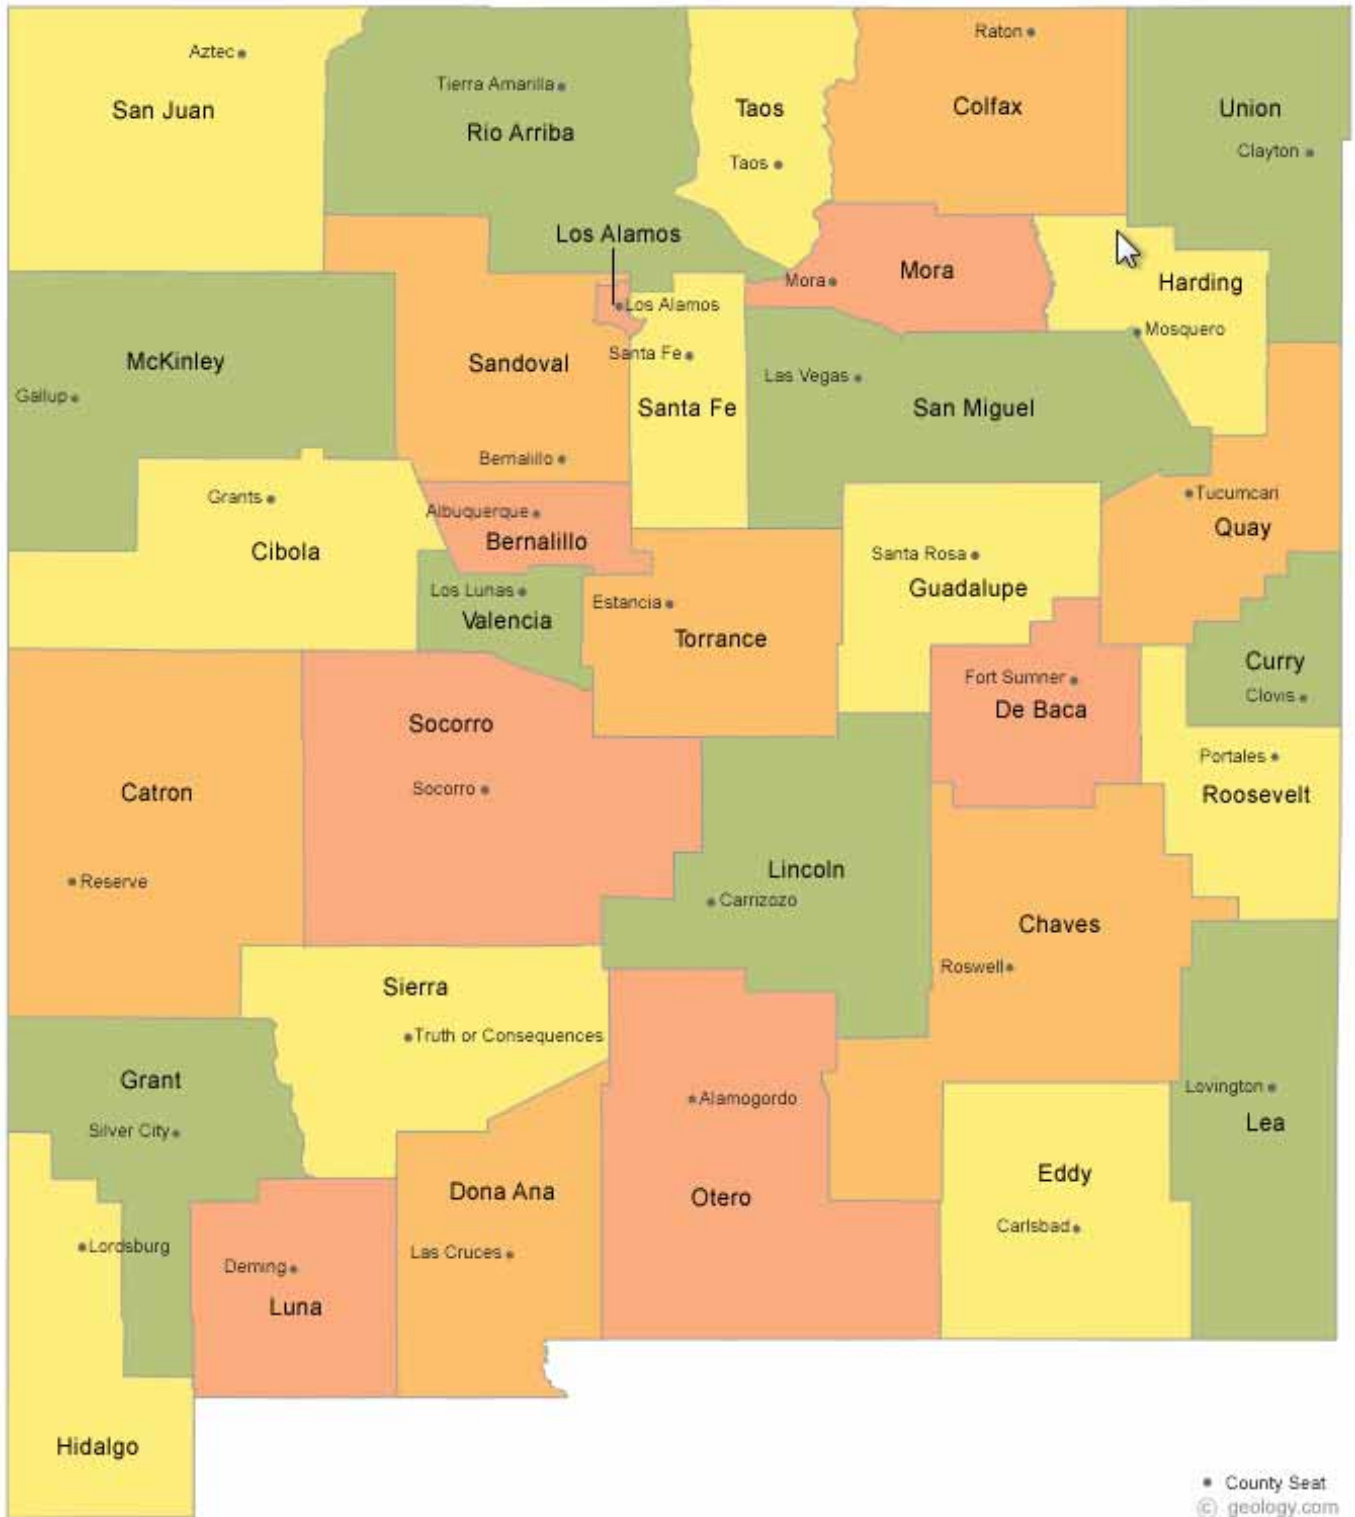 Raton
Aztec
Tierra Amarilla
San Juan
Taos
Colfax
Union
Rio Arriba
Clayton
Taos
Los Alamos
Mora
Mora
Harding
Los Alamos
Mosquero
McKinley
Sandoval
Santa Fe
Gallup
Las Vegas
Santa Fe
San Miguel
Bernalillo
Grants
Tucumcari
Albuquerque
Quay
Bernalillo
Cibola
Santa Rosa
Guadalupe
Los Lunas
Estancia
Valencia
Torrance
Curry
Fort Sumner
Clovis
De Baca
Socorro
Portales
Catron
Socorro
Roosevelt
Lincoln
Reserve
Carrizozo
Chaves
Roswell
Sierra
Truth or Consequences
Grant
Lovington
Alamogordo
Lea
Silver City
Eddy
Dona Ana
Otero
Carlsbad
Lordsburg
Las Cruces
Deming
Luna
Hidalgo
County Seat
© geology.com